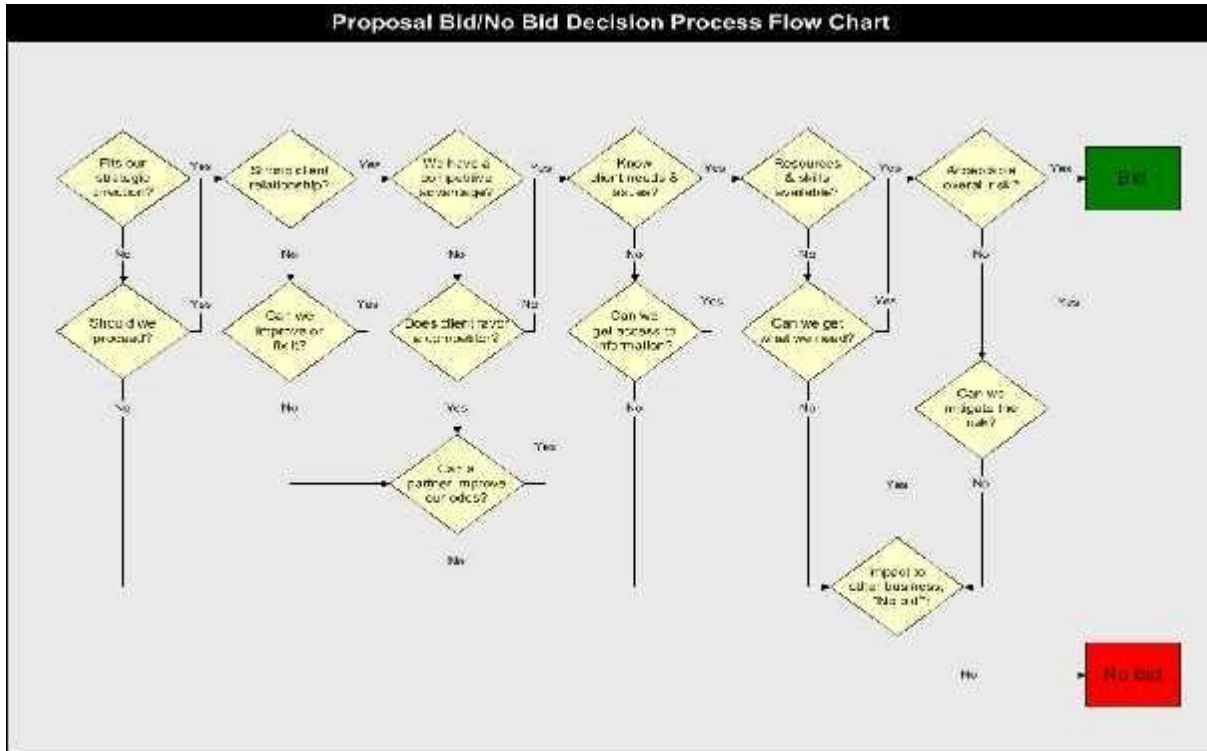 Proposal Bid/No Bid Decision Process Flow Chart
Fits our
strategic
direction?
Yes
Strong client
relationship?
Yes
We have a
competitive
advantage?
Yes
Know
client needs &
issues?
Yes
Resources
& skills
available?
Yes
Acceptable
overall risk?
Yes
Bid
No
No
No
No
No
No
Should we
proceed?
Yes
Can we
improve or
fix it?
Yes
Does client favor
a competitor?
No
Can we
get access to
information?
Yes
Can we get
what we need?
Yes
Yes
No
No
Yes
No
No
Can we
mitigate the
risk?
Can a
partner improve
our odds?
Yes
Yes
No
No
Impact to
other business,
"No bid"?
No
No bid